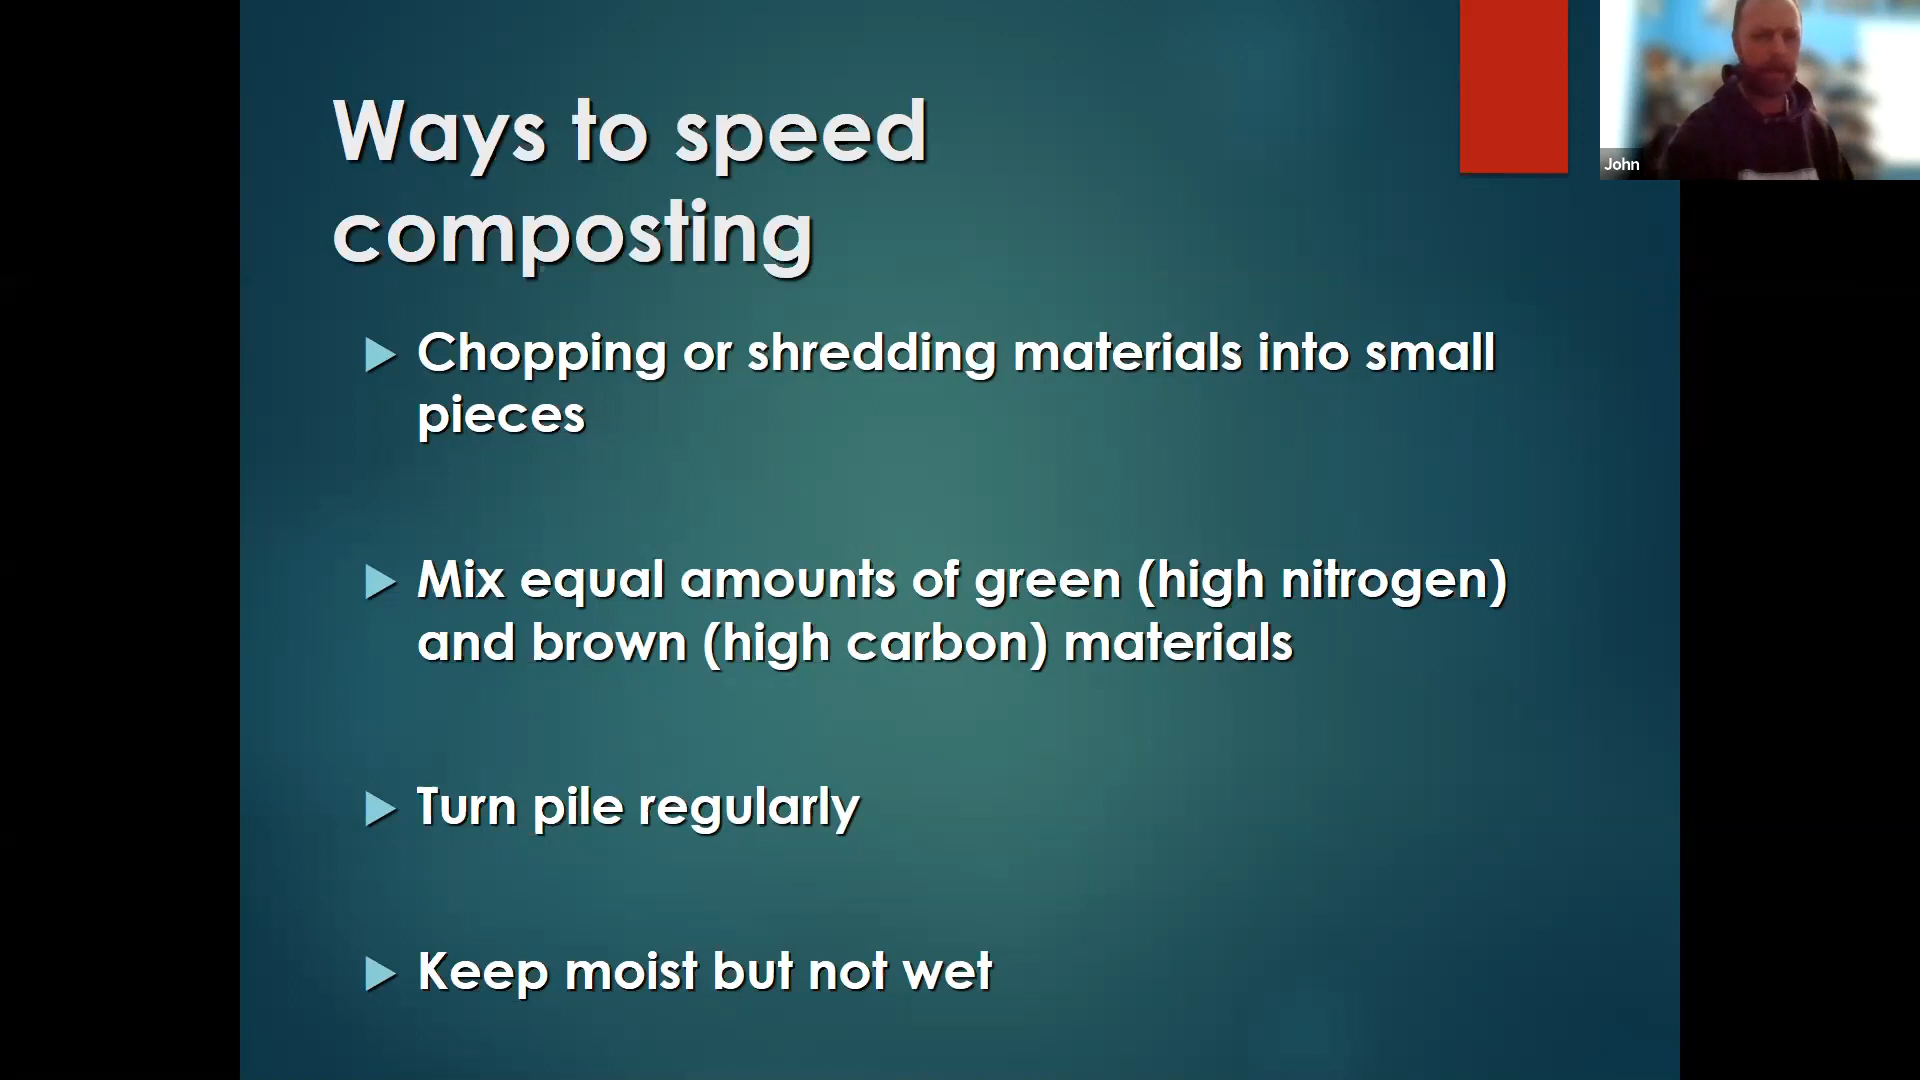 Ways to speed
composting
Chopping or shredding materials into small
pieces
Mix equal amounts of green (high nitrogen)
and brown (high carbon) materials
Turn pile regularly
Keep moist but not wet
John